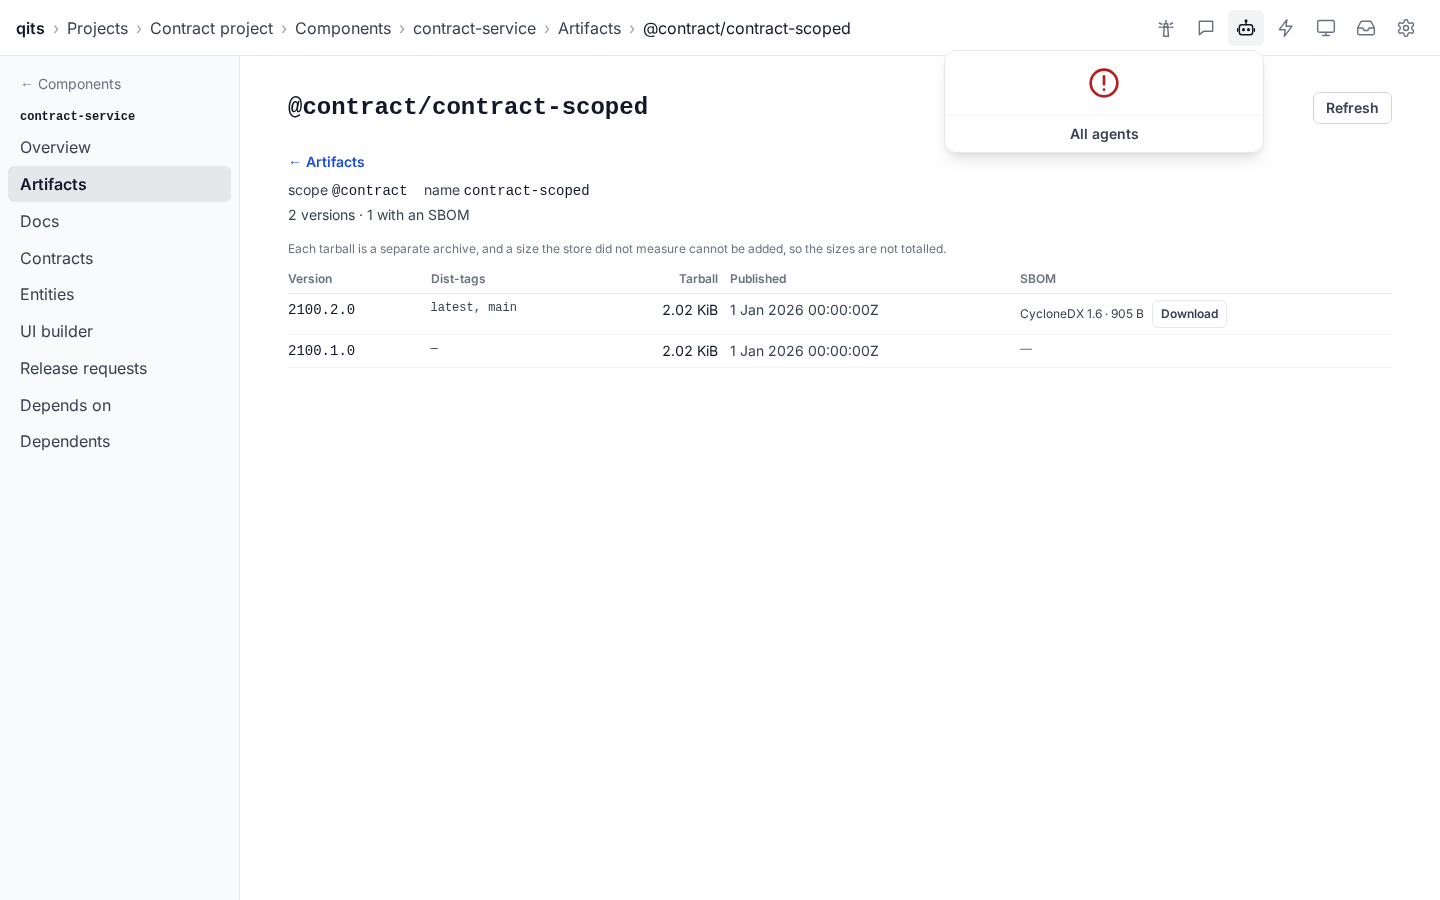 qits › Projects › Contract project › Components › contract-service › Artifacts › @contract/contract-scoped
← Components
contract-service
Overview
Artifacts
Docs
Contracts
Entities
UI builder
Release requests
Depends on
Dependents
All agents
@contract/contract-scoped
Refresh
← Artifacts
scope @contract name contract-scoped
2 versions · 1 with an SBOM
Each tarball is a separate archive, and a size the store did not measure cannot be added, so the sizes are not totalled.
Version Dist-tags Tarball Published SBOM
2100.2.0 latest, main 2.02 KiB 1 Jan 2026 00:00:00Z CycloneDX 1.6 · 905 B Download
2100.1.0 — 2.02 KiB 1 Jan 2026 00:00:00Z —